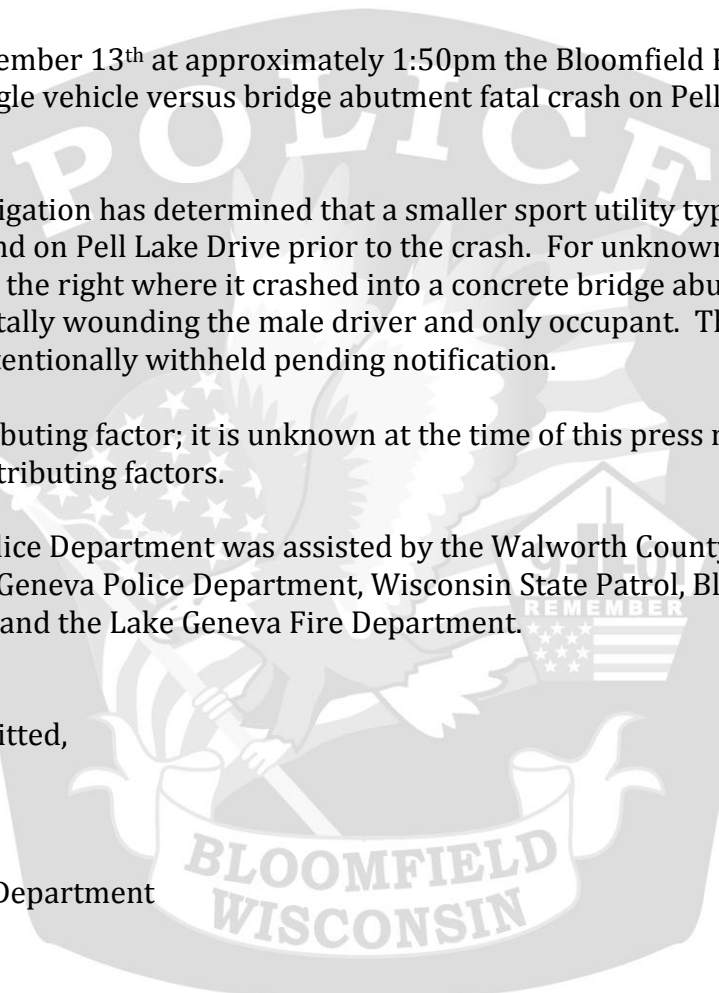 ember 13th at approximately 1:50pm the Bloomfield P
gle vehicle versus bridge abutment fatal crash on Pell
POLICE
igation has determined that a smaller sport utility typ
nd on Pell Lake Drive prior to the crash. For unknown
the right where it crashed into a concrete bridge abu
tally wounding the male driver and only occupant. Th
tentionally withheld pending notification.
buting factor; it is unknown at the time of this press r
tributing factors.
lice Department was assisted by the Walworth County
9-11-01
Geneva Police Department, Wisconsin State Patrol, Bl
REMEMBER
and the Lake Geneva Fire Department.
itted,
BLOOMFIELD
Department
WISCONSIN